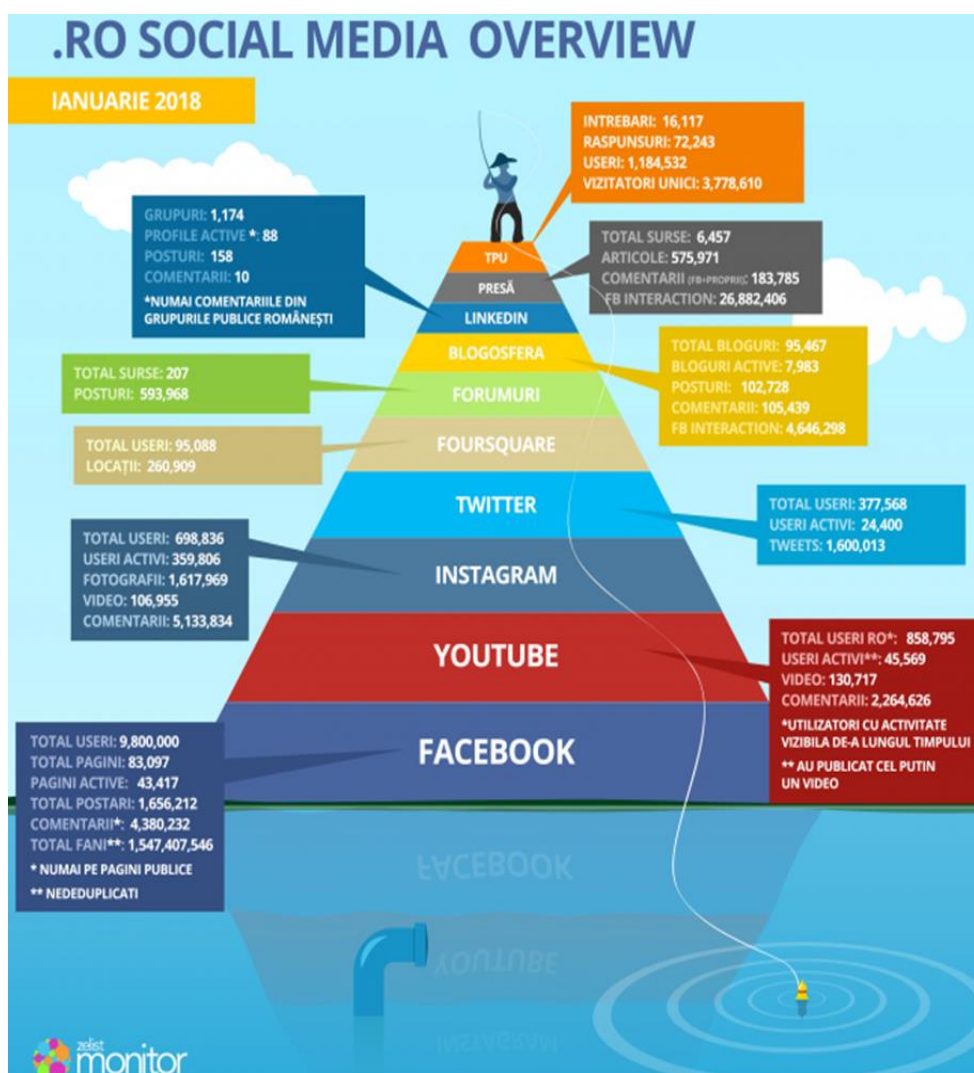 .RO SOCIAL MEDIA OVERVIEW
IANUARIE 2018
INTREBARI: 16,117
RASPUNSURI: 72,243
USERI: 1,184,532
VIZITATORI UNICI: 3,778,610
GRUPURI: 1,174
PROFILE ACTIVE *: 88
POSTURI: 158
COMENTARII: 10
*NUMAI COMENTARIILE DIN
GRUPURILE PUBLICE ROMÂNEȘTI
TOTAL SURSE: 6,457
ARTICOLE: 575,971
COMENTARII (FB+PROPRII): 183,785
FB INTERACTION: 26,882,406
TPU
PRESĂ
LINKEDIN
BLOGOSFERA
FORUMURI
FOURSQUARE
TWITTER
INSTAGRAM
YOUTUBE
FACEBOOK
TOTAL BLOGURI: 95,467
BLOGURI ACTIVE: 7,983
POSTURI: 102,728
COMENTARII: 105,439
FB INTERACTION: 4,646,298
TOTAL SURSE: 207
POSTURI: 593,968
TOTAL USERI: 95,088
LOCAȚII: 260,909
TOTAL USERI: 377,568
USERI ACTIVI: 24,400
TWEETS: 1,600,013
TOTAL USERI: 698,836
USERI ACTIVI: 359,806
FOTOGRAFII: 1,617,969
VIDEO: 106,955
COMENTARII: 5,133,834
TOTAL USERI RO*: 858,795
USERI ACTIVI**: 45,569
VIDEO: 130,717
COMENTARII: 2,264,626
*UTILIZATORI CU ACTIVITATE
VIZIBILA DE-A LUNGUL TIMPULUI
** AU PUBLICAT CEL PUTIN
UN VIDEO
TOTAL USERI: 9,800,000
TOTAL PAGINI: 83,097
PAGINI ACTIVE: 43,417
TOTAL POSTARI: 1,656,212
COMENTARII*: 4,380,232
TOTAL FANI**: 1,547,407,546
* NUMAI PE PAGINI PUBLICE
** NEDEDUPLICATI
FACEBOOK
YOUTUBE
INSTAGRAM
zelist
monitor